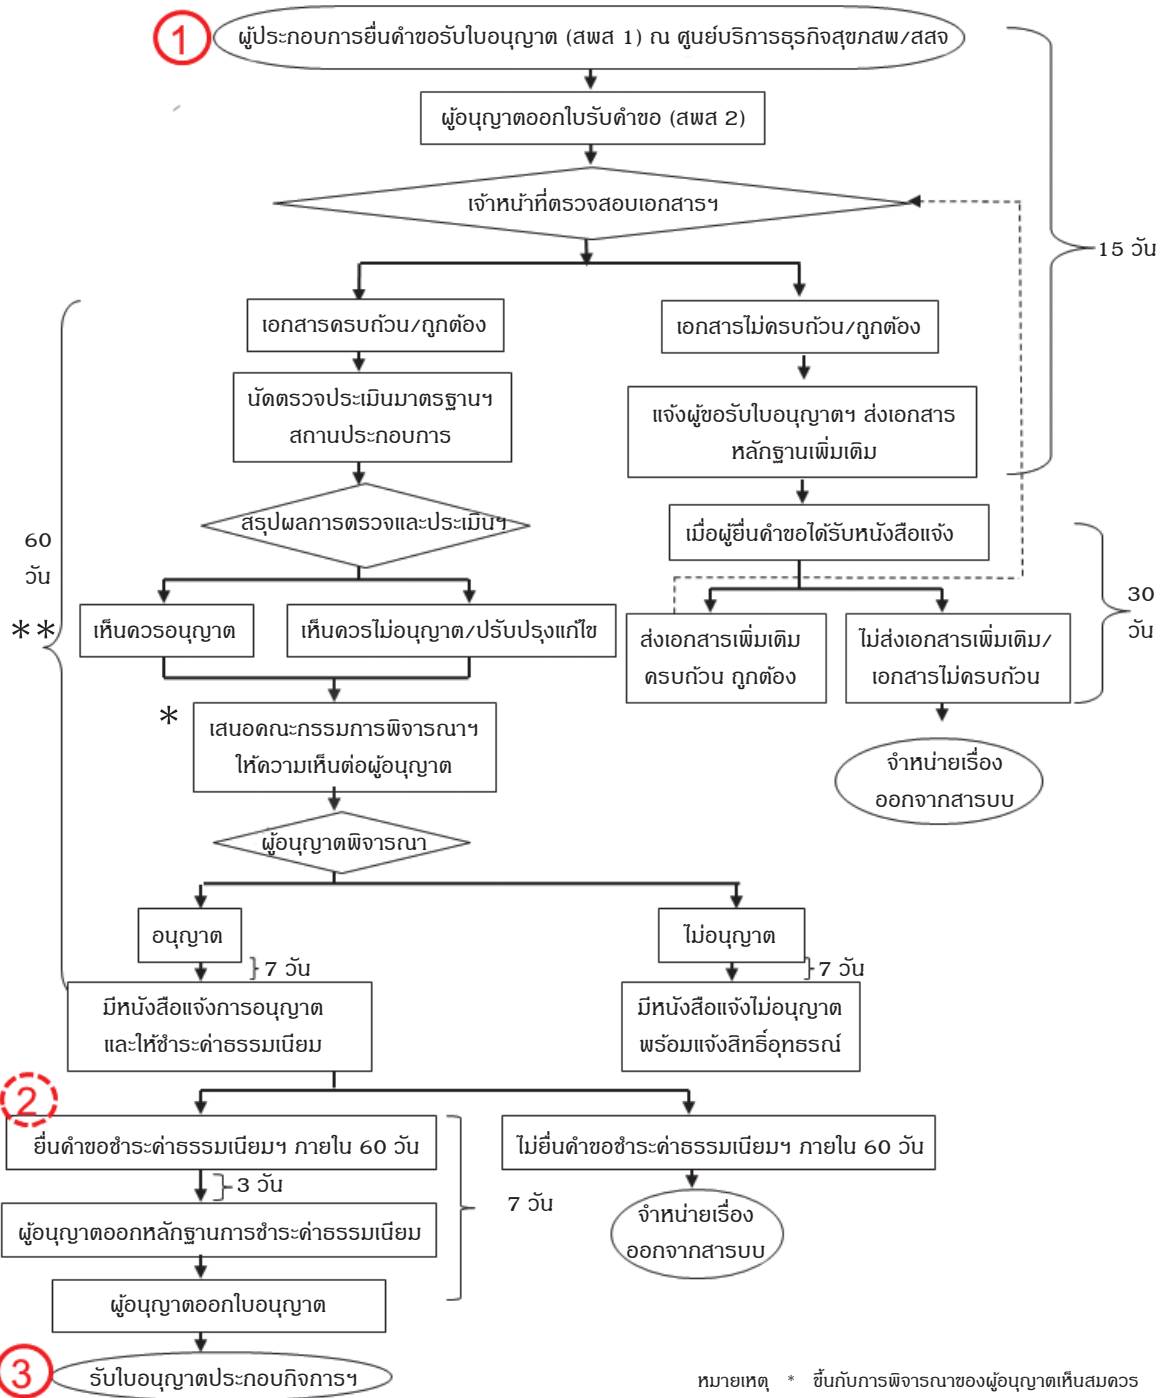 1
ผู้ประกอบการยื่นคำขอรับใบอนุญาต (สพส 1) ณ ศูนย์บริการธุรกิจสุขภสพ/สสจ
ผู้อนุญาตออกใบรับคำขอ (สพส 2)
เจ้าหน้าที่ตรวจสอบเอกสารฯ
15 วัน
เอกสารครบถ้วน/ถูกต้อง
เอกสารไม่ครบถ้วน/ถูกต้อง
นัดตรวจประเมินมาตรฐานฯ
สถานประกอบการ
แจ้งผู้ขอรับใบอนุญาตฯ ส่งเอกสาร
หลักฐานเพิ่มเติม
สรุปผลการตรวจและประเมินฯ
เมื่อผู้ยื่นคำขอได้รับหนังสือแจ้ง
60
วัน
**
30
วัน
เห็นควรอนุญาต
เห็นควรไม่อนุญาต/ปรับปรุงแก้ไข
ส่งเอกสารเพิ่มเติม
ครบถ้วน ถูกต้อง
ไม่ส่งเอกสารเพิ่มเติม/
เอกสารไม่ครบถ้วน
*
เสนอคณะกรรมการพิจารณาฯ
ให้ความเห็นต่อผู้อนุญาต
จำหน่ายเรื่อง
ออกจากสารบบ
ผู้อนุญาตพิจารณา
อนุญาต
ไม่อนุญาต
7 วัน
7 วัน
มีหนังสือแจ้งการอนุญาต
และให้ชำระค่าธรรมเนียม
มีหนังสือแจ้งไม่อนุญาต
พร้อมแจ้งสิทธิ์อุทธรณ์
2
ยื่นคำขอชำระค่าธรรมเนียมฯ ภายใน 60 วัน
ไม่ยื่นคำขอชำระค่าธรรมเนียมฯ ภายใน 60 วัน
3 วัน
7 วัน
ผู้อนุญาตออกหลักฐานการชำระค่าธรรมเนียม
จำหน่ายเรื่อง
ออกจากสารบบ
ผู้อนุญาตออกใบอนุญาต
3
รับใบอนุญาตประกอบกิจการฯ
หมายเหตุ * ขึ้นกับการพิจารณาของผู้อนุญาตเห็นสมควร